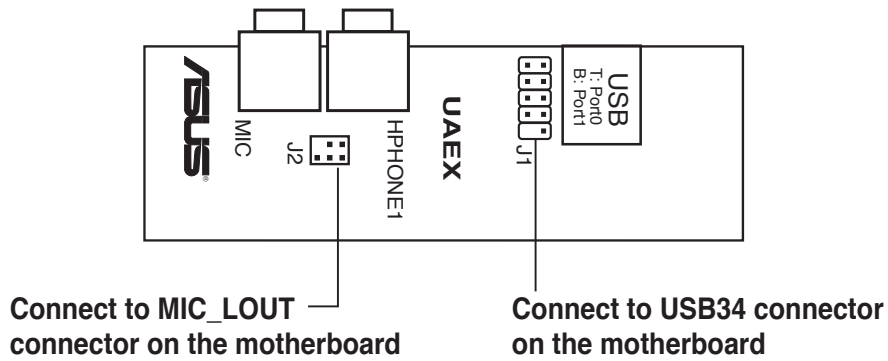 ASUS®
MIC
J2
HPHONE1
UAEX
J1
USB
T: Port0
B: Port1
Connect to MIC_LOUT
connector on the motherboard
Connect to USB34 connector
on the motherboard